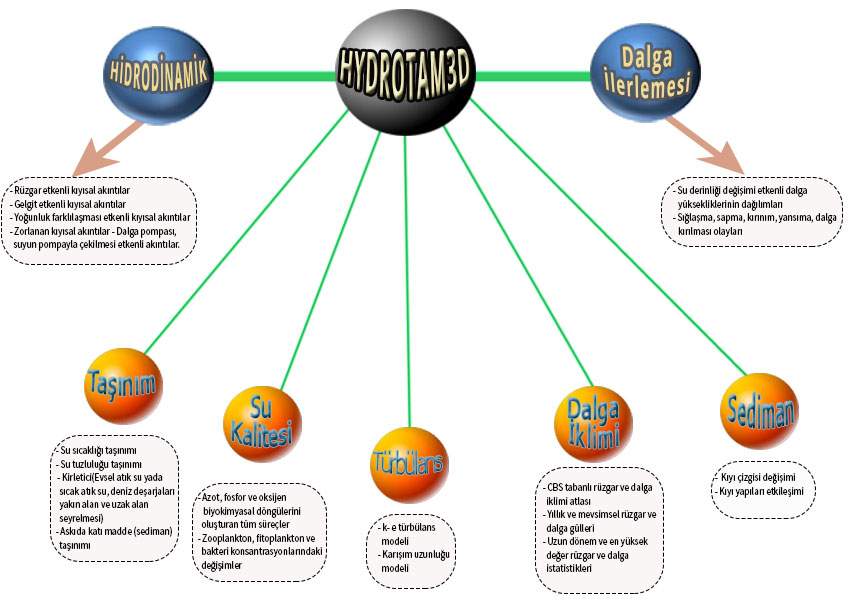 HİDRODİNAMİK
HYDROTAM3D
Dalga
İlerlemesi
- Rüzgar etkenli kıyısal akıntılar
- Gelgit etkenli kıyısal akıntılar
- Yoğunluk farklılaşması etkenli kıyısal akıntılar
- Zorlanan kıyısal akıntılar - Dalga pompası,
suyun pompayla çekilmesi etkenli akıntılar.
- Su derinliği değişimi etkenli dalga
yüksekliklerinin dağılımları
- Sığlaşma, sapma, kırınım, yansıma, dalga
kırılması olayları
Taşınım
- Su sıcaklığı taşınımı
- Su tuzluluğu taşınımı
- Kirletici(Evsel atık su yada
sıcak atık su, deniz deşarjaları
yakın alan ve uzak alan
seyrelmesi)
- Askıda katı madde (sediman)
taşınımı
Su
Kalitesi
- Azot, fosfor ve oksijen
biyokimyasal döngülerini
oluşturan tüm süreçler
- Zooplankton, fitoplankton ve
bakteri konsantrasyonlarındaki
değişimler
Türbülans
- k- e türbülans
modeli
- Karışım uzunluğu
modeli
Dalga
İklimi
- CBS tabanlı rüzgar ve dalga
iklimi atlası
- Yıllık ve mevsimsel rüzgar ve
dalga gülleri
- Uzun dönem ve en yüksek
değer rüzgar ve dalga
istatistikleri
Sediman
- Kıyı çizgisi değişimi
- Kıyı yapıları etkileşimi